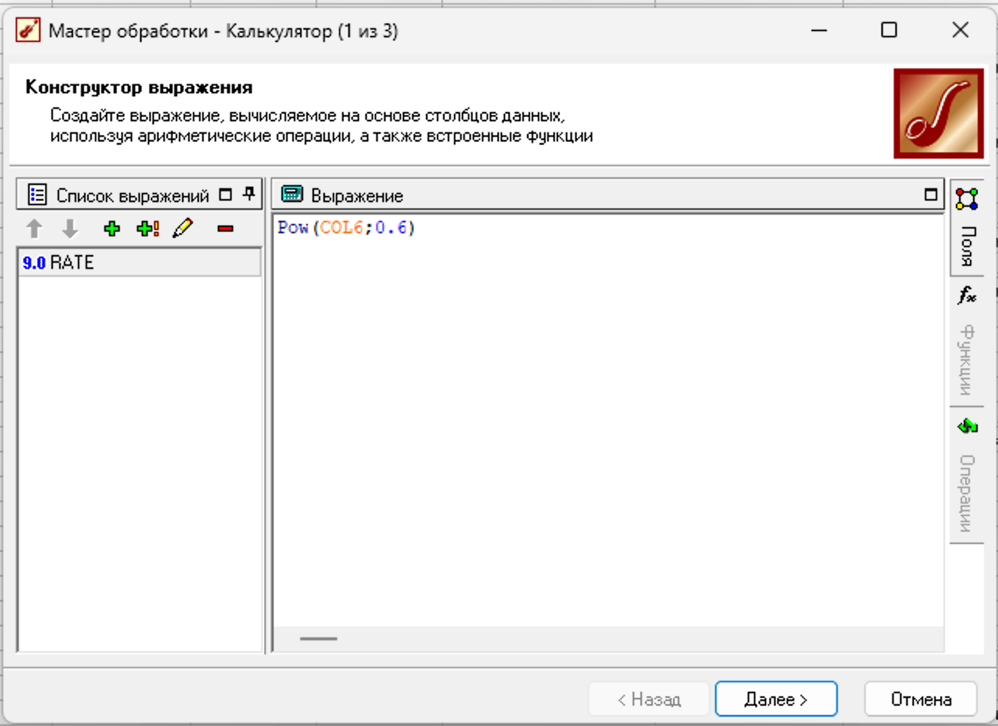 Мастер обработки - Калькулятор (1 из 3)
Конструктор выражения
Создайте выражение, вычисляемое на основе столбцов данных,
используя арифметические операции, а также встроенные функции
Список выражений
Выражение
9.0 RATE
Pow(COL6;0.6)
Поля
Функции
Операции
< Назад
Далее >
Отмена